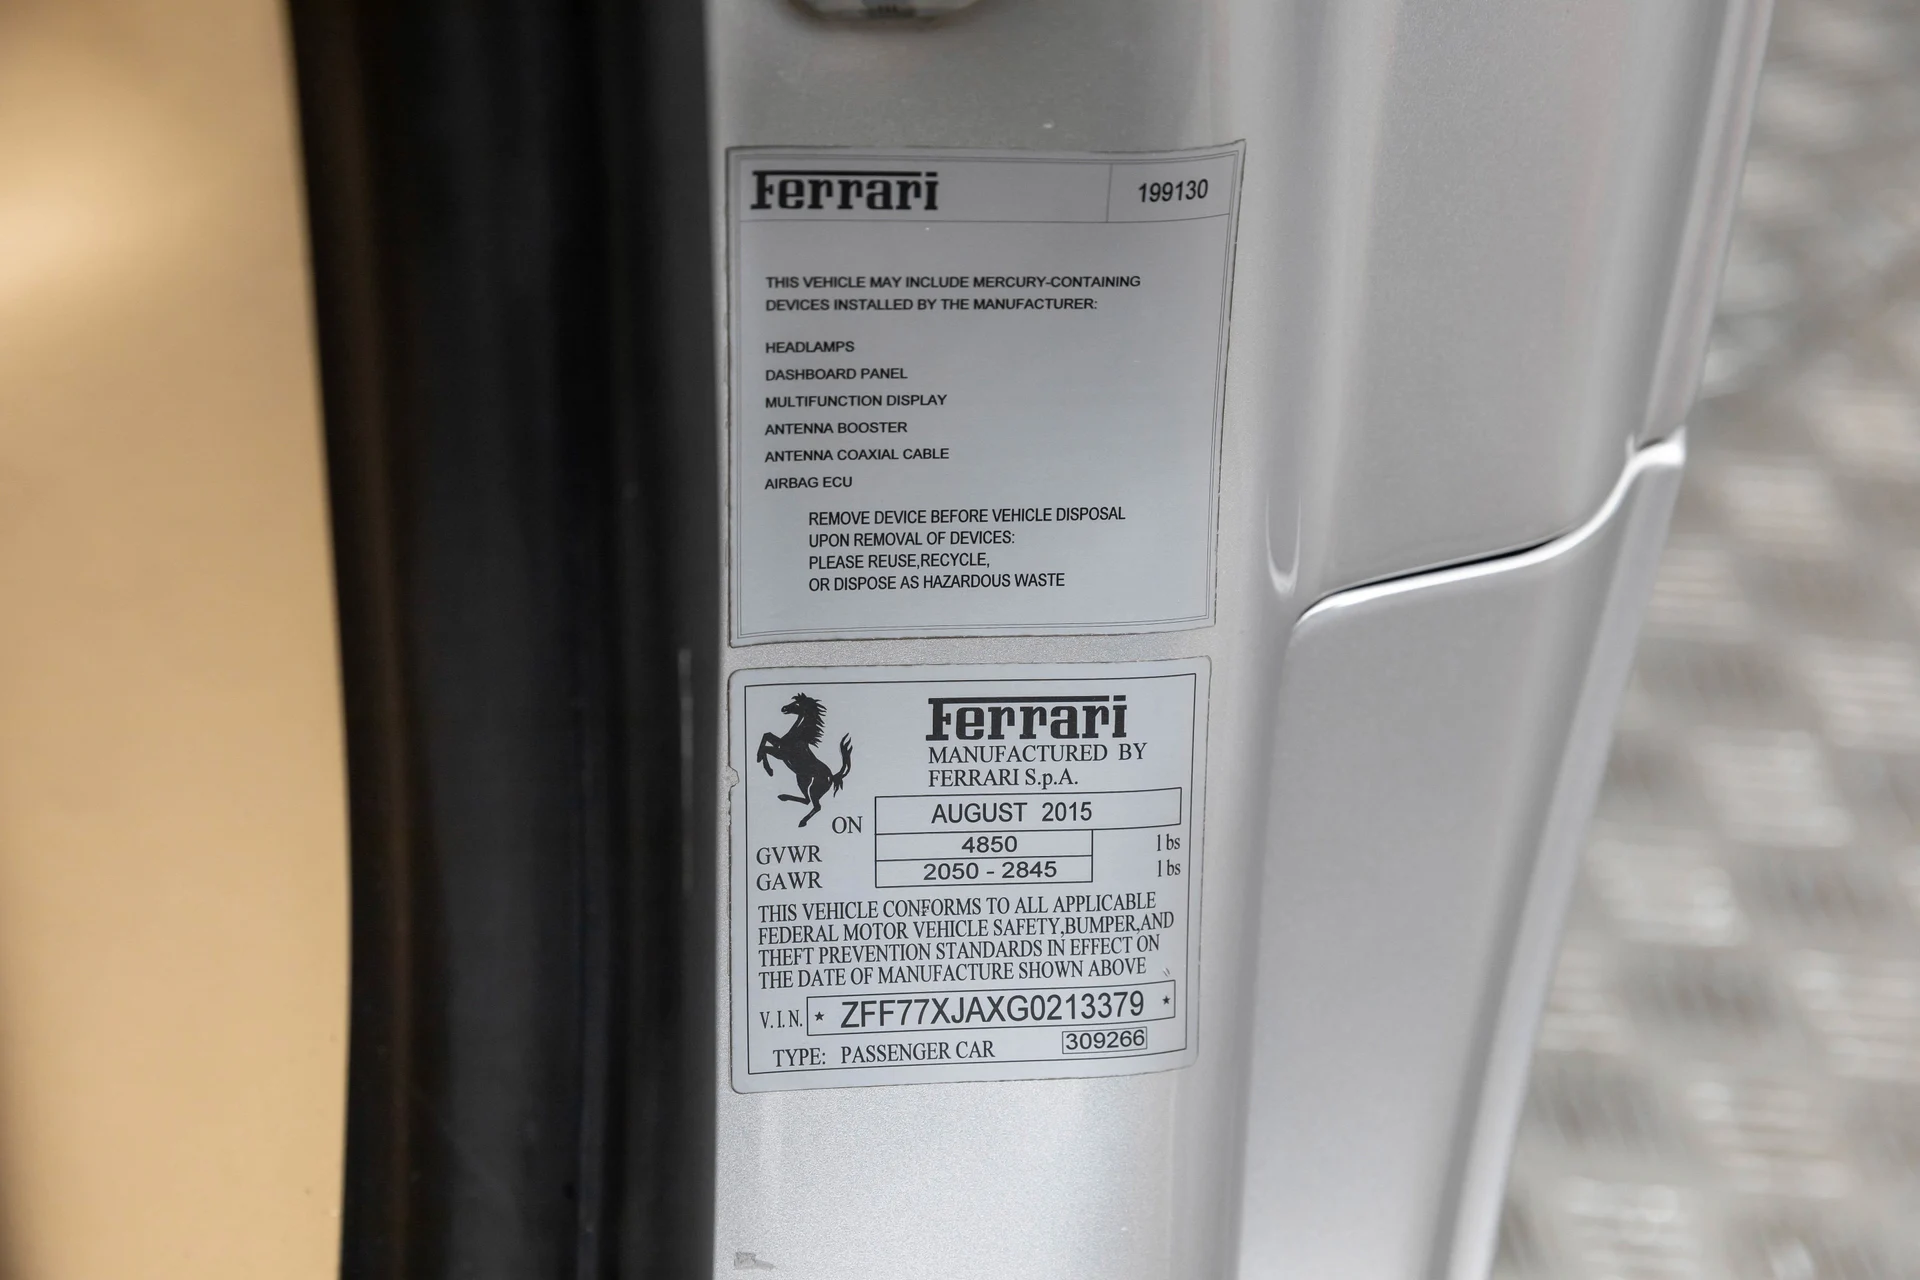 Ferrari 199130
THIS VEHICLE MAY INCLUDE MERCURY-CONTAINING
DEVICES INSTALLED BY THE MANUFACTURER:
HEADLAMPS
DASHBOARD PANEL
MULTIFUNCTION DISPLAY
ANTENNA BOOSTER
ANTENNA COAXIAL CABLE
AIRBAG ECU
REMOVE DEVICE BEFORE VEHICLE DISPOSAL
UPON REMOVAL OF DEVICES:
PLEASE REUSE,RECYCLE,
OR DISPOSE AS HAZARDOUS WASTE
Ferrari
MANUFACTURED BY
FERRARI S.p.A.
ON AUGUST 2015
GVWR 4850 lbs
GAWR 2050 - 2845 lbs
THIS VEHICLE CONFORMS TO ALL APPLICABLE
FEDERAL MOTOR VEHICLE SAFETY,BUMPER,AND
THEFT PREVENTION STANDARDS IN EFFECT ON
THE DATE OF MANUFACTURE SHOWN ABOVE
V.I.N. * ZFF77XJAXG0213379 *
TYPE: PASSENGER CAR 309266